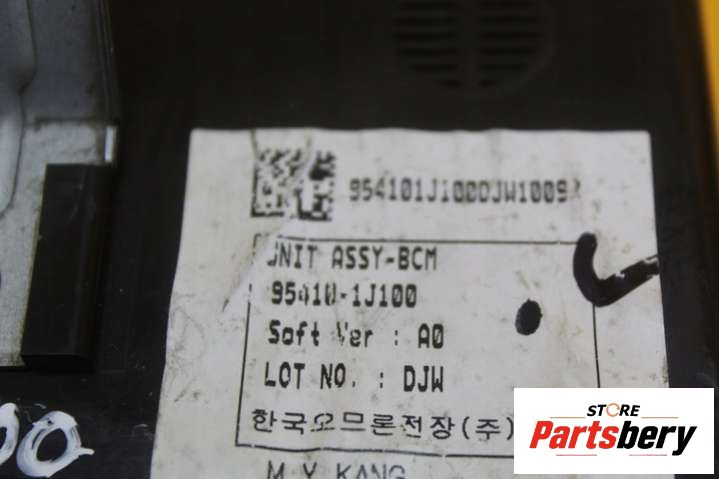 954101J100DJW1009
UNIT ASSY-BCM
95410-1J100
Soft Ver : A0
LOT NO. : DJW
한국오므론전장(주)
M Y KANG
00
STORE
Partsbery